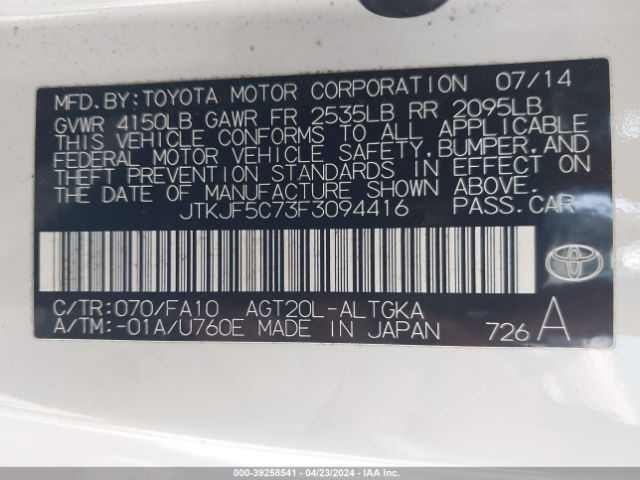 MFD.BY:TOYOTA MOTOR CORPORATION 07/14
GVWR 4150LB GAWR FR 2535LB RR 2095LB
THIS VEHICLE CONFORMS TO ALL APPLICABLE
FEDERAL MOTOR VEHICLE SAFETY, BUMPER, AND
THEFT PREVENTION STANDARDS IN EFFECT ON
THE DATE OF MANUFACTURE SHOWN ABOVE.
JTKJF5C73F3094416 PASS.CAR
C/TR:070/FA10 AGT20L-ALTGKA
A/TM:-01A/U760E MADE IN JAPAN 726 A
000-39258541 / 04/23/2024 / IAA Inc.